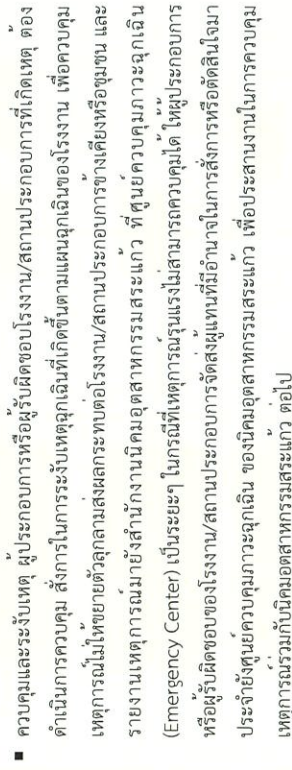 ▪ ควบคุมและระงับเหตุ ผู้ประกอบการหรือผู้รับผิดชอบโรงงาน/สถานประกอบการที่เกิดเหตุ ต้อง
ดำเนินการควบคุม สั่งการในการระงับเหตุฉุกเฉินที่เกิดขึ้นตามแผนฉุกเฉินของโรงงาน เพื่อควบคุม
เหตุการณ์ไม่ให้ขยายตัวลุกลามส่งผลกระทบต่อโรงงาน/สถานประกอบการข้างเคียงหรือชุมชน และ
รายงานเหตุการณ์มายังสำนักงานนิคมอุตสาหกรรมสระแก้ว ที่ศูนย์ควบคุมภาวะฉุกเฉิน
(Emergency Center) เป็นระยะๆ ในกรณีที่เหตุการณ์รุนแรงไม่สามารถควบคุมได้ ให้ผู้ประกอบการ
หรือผู้รับผิดชอบของโรงงาน/สถานประกอบการจัดส่งผู้แทนที่มีอำนาจในการสั่งการหรือตัดสินใจมา
ประจำยังศูนย์ควบคุมภาวะฉุกเฉิน ของนิคมอุตสาหกรรมสระแก้ว เพื่อประสานงานในการควบคุม
เหตุการณ์ร่วมกับนิคมอุตสาหกรรมสระแก้ว ต่อไป